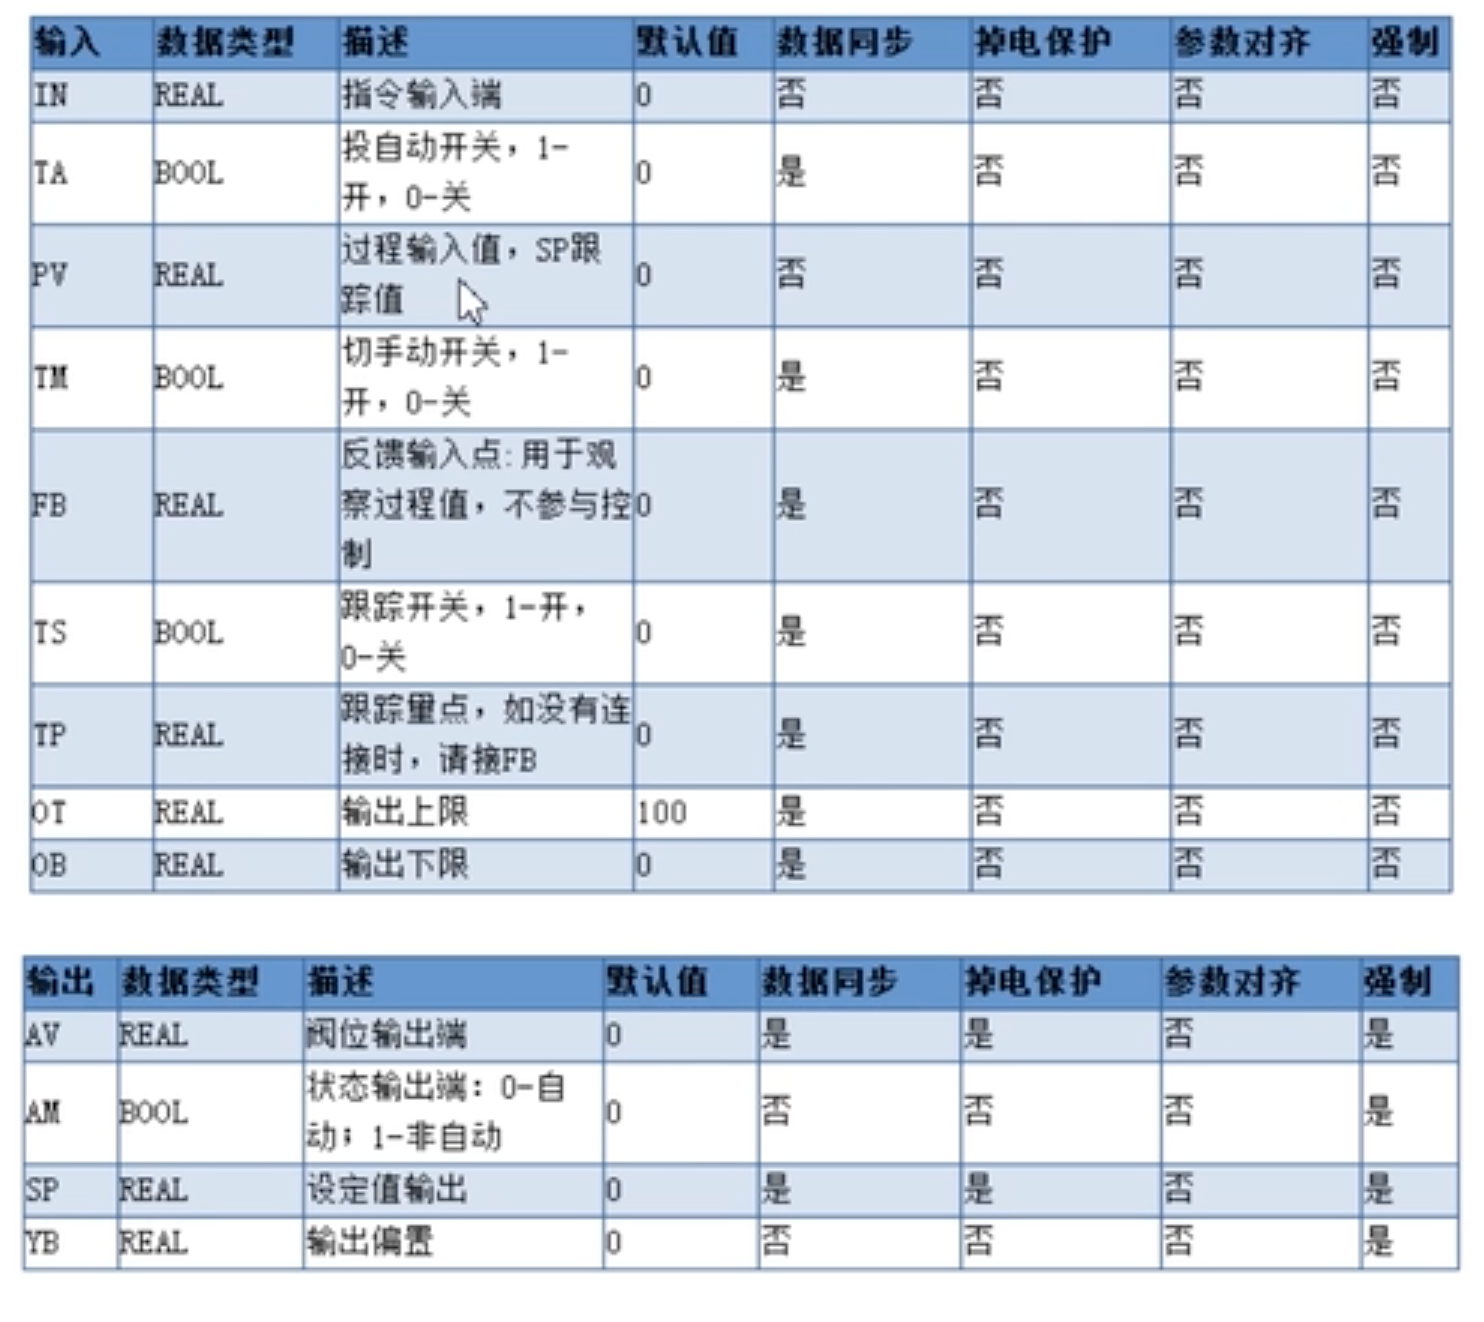 输入 数据类型 描述 默认值 数据同步 掉电保护 参数对齐 强制
IN REAL 指令输入端 0 否 否 否 否
投自动开关，1-
TA BOOL 0 是 否 否 否
开，0-关
过程输入值，SP跟
PV REAL 0 否 否 否 否
踪值
切手动开关，1-
TM BOOL 0 是 否 否 否
开，0-关
反馈输入点:用于观
FB REAL 察过程值，不参与控 0 是 否 否 否
制
跟踪开关，1-开，
TS BOOL 0 是 否 否 否
0-关
跟踪量点，如没有连
TP REAL 0 是 否 否 否
接时，请接FB
OT REAL 输出上限 100 是 否 否 否
OB REAL 输出下限 0 是 否 否 否
输出 数据类型 描述 默认值 数据同步 掉电保护 参数对齐 强制
AV REAL 阀位输出端 0 是 是 否 是
状态输出端：0-自
AM BOOL 0 否 否 否 是
动；1-非自动
SP REAL 设定值输出 0 是 是 否 是
YB REAL 输出偏置 0 否 否 否 是